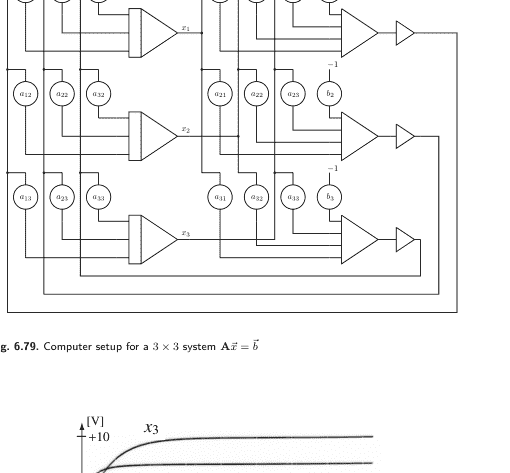 x₁
−1
a₁₂ a₂₂ a₃₂ a₂₁ a₂₂ a₂₃ b₂
x₂
−1
a₁₃ a₂₃ a₃₃ a₃₁ a₃₂ a₃₃ b₃
x₃
g. 6.79. Computer setup for a 3 × 3 system Ax⃗ = b⃗
[V]
+10
x₃